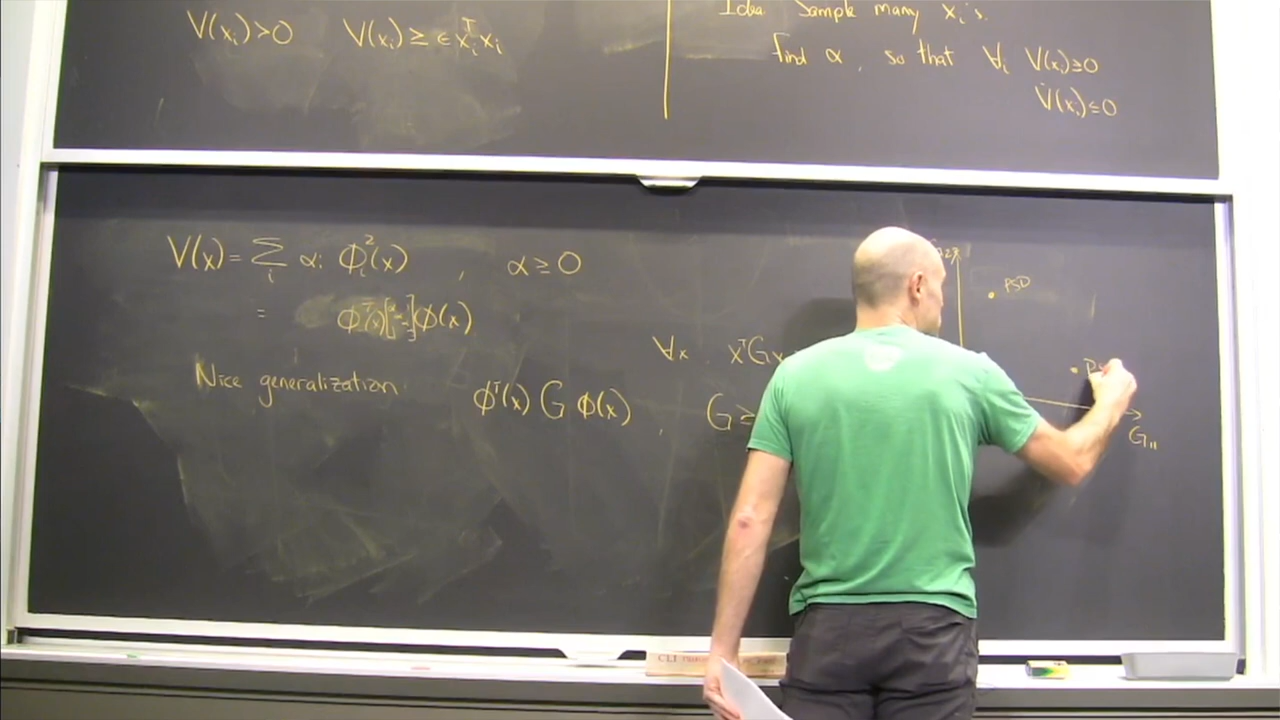 V(xᵢ)>0   V(xᵢ) ≥ ϵ xᵢᵀxᵢ
Idea Sample many xᵢ's.
find α, so that ∀ᵢ V(xᵢ)≥0
V̇(xᵢ)≤0
V(x) = Σᵢ αᵢ ϕᵢ²(x) , α ≥ 0
= ϕᵀ(x)[ ]ϕ(x)
Nice generalization ϕᵀ(x) G ϕ(x) , G ≥
∀x . xᵀGx
PSD
G₁₁
CLI